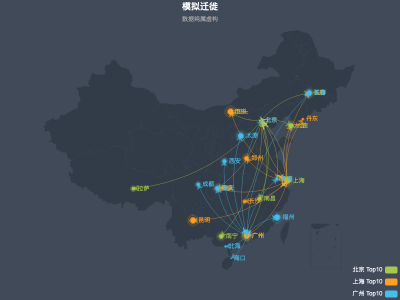 模拟迁徙
数据纯属虚构
长春
包头
北京
丹东
大连
太原
西安
郑州
拉萨
成都
重庆
上海
长沙
南昌
昆明
福州
南宁
广州
北海
海口
北京 Top10
上海 Top10
广州 Top10